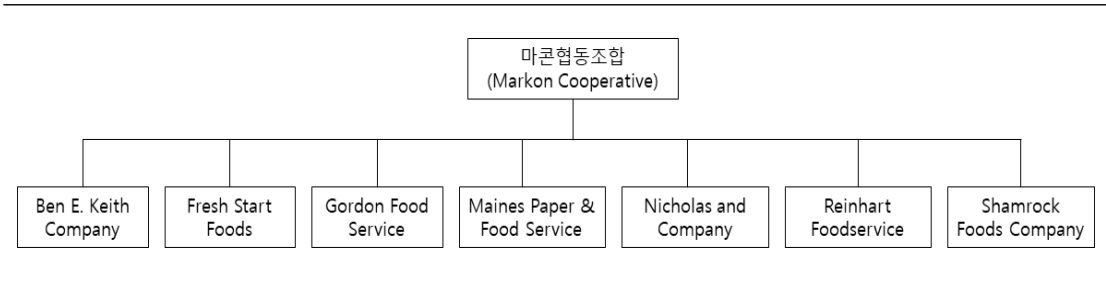 마콘협동조합
(Markon Cooperative)
Ben E. Keith
Company
Fresh Start
Foods
Gordon Food
Service
Maines Paper &
Food Service
Nicholas and
Company
Reinhart
Foodservice
Shamrock
Foods Company